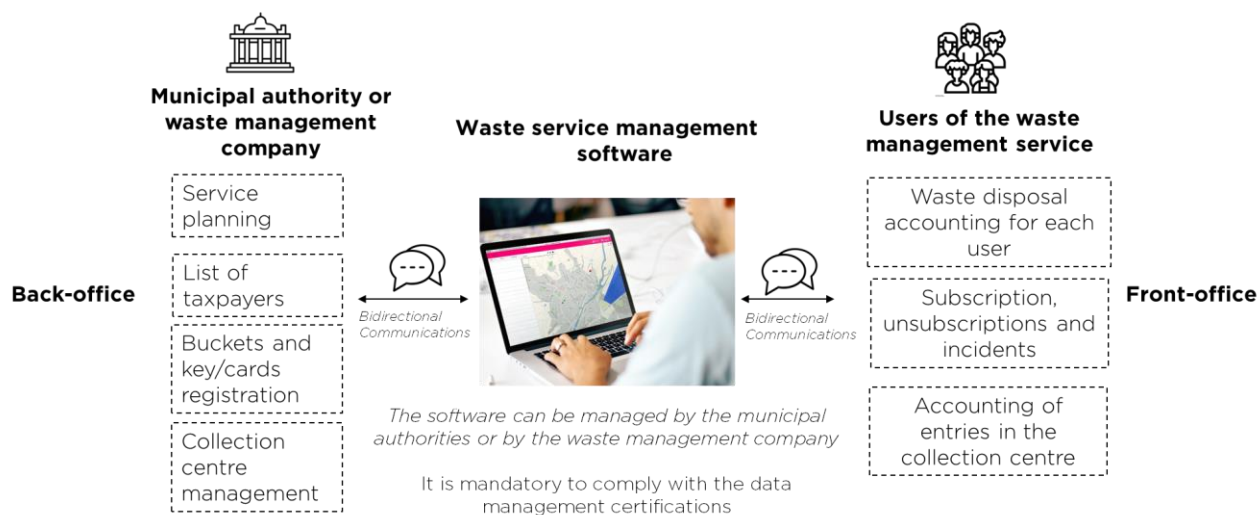 Municipal authority or
waste management
company
Service
planning
List of
taxpayers
Buckets and
key/cards
registration
Collection
centre
management
Back-office
Bidirectional
Communications
Waste service management
software
The software can be managed by the municipal
authorities or by the waste management company
It is mandatory to comply with the data
management certifications
Bidirectional
Communications
Users of the waste
management service
Waste disposal
accounting for each
user
Subscription,
unsubscriptions and
incidents
Accounting of
entries in the
collection centre
Front-office